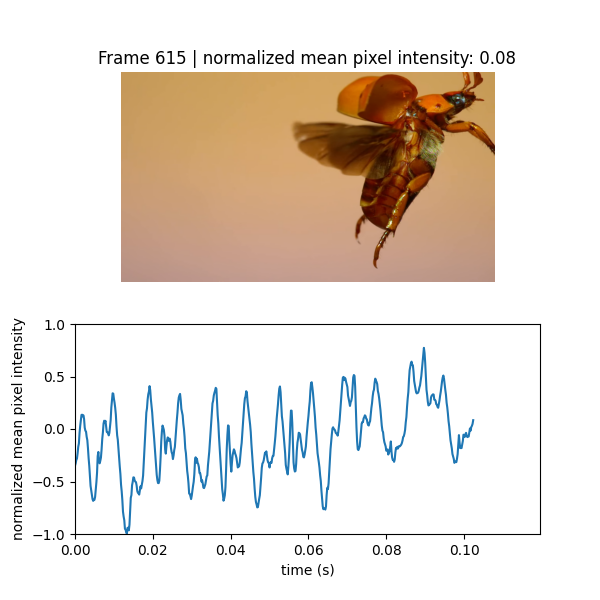 Frame 615 | normalized mean pixel intensity: 0.08
1.0
0.5
0.0
−0.5
−1.0
normalized mean pixel intensity
0.00 0.02 0.04 0.06 0.08 0.10
time (s)